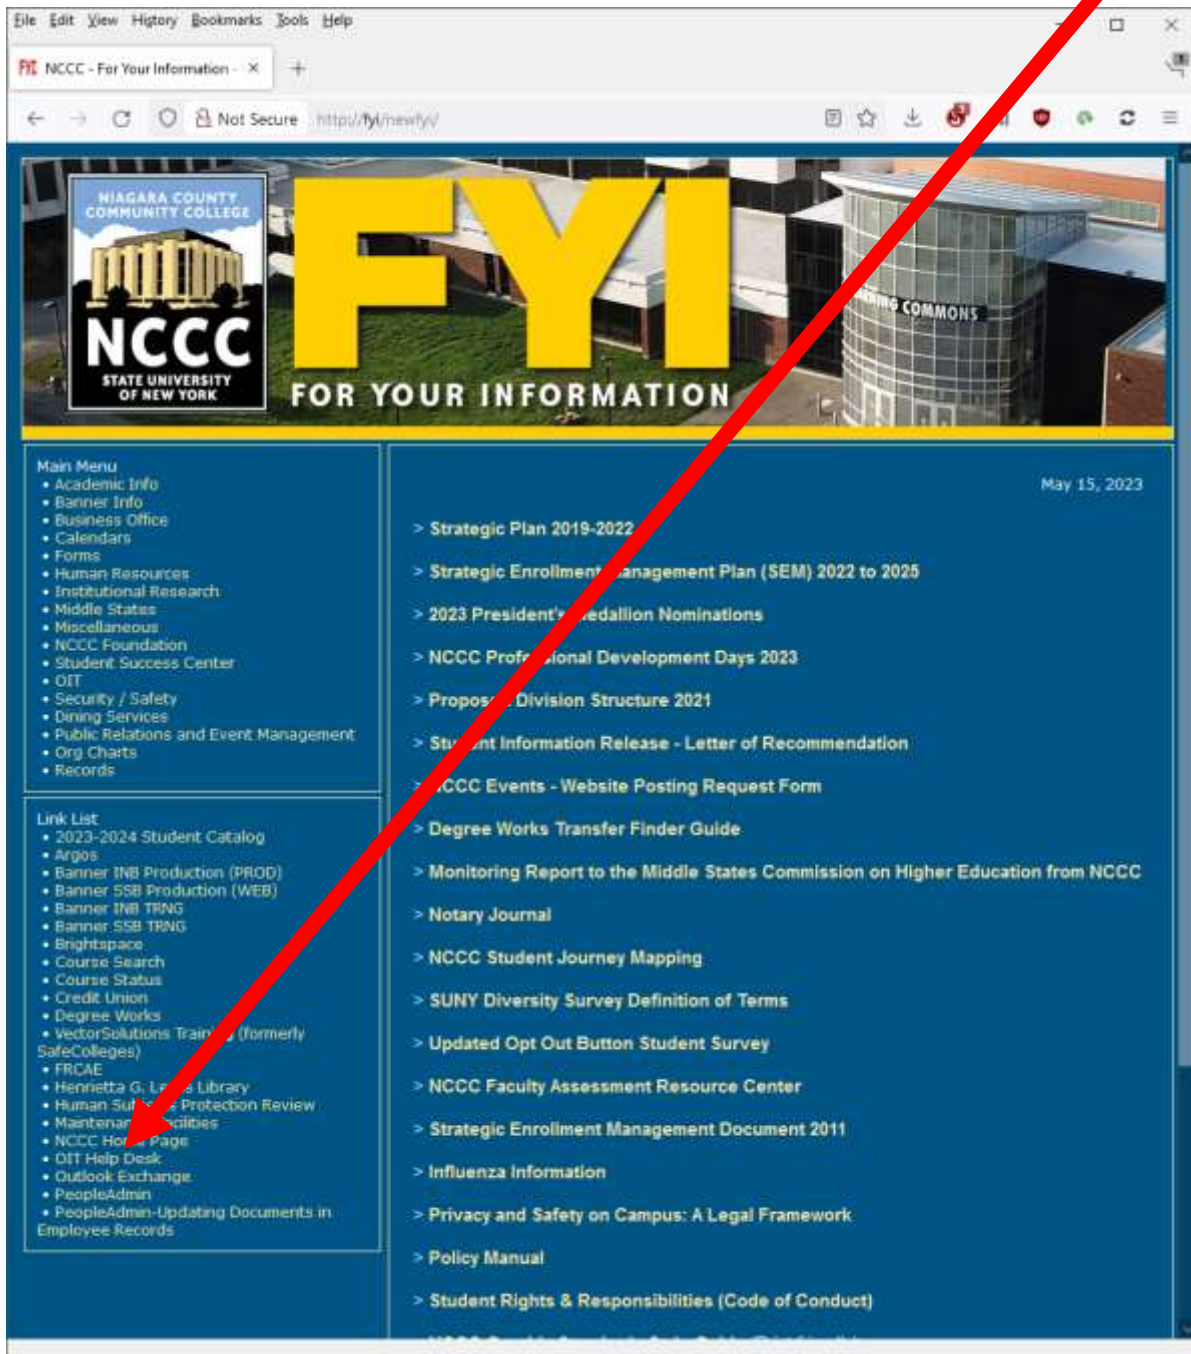 File Edit View History Bookmarks Tools Help
NCCC - For Your Information -
Not Secure http://fyi/newfyi/
NIAGARA COUNTY
COMMUNITY COLLEGE
NCCC
STATE UNIVERSITY
OF NEW YORK
FYI
FOR YOUR INFORMATION
COMMONS
Main Menu
• Academic Info
• Banner Info
• Business Office
• Calendars
• Forms
• Human Resources
• Institutional Research
• Middle States
• Miscellaneous
• NCCC Foundation
• Student Success Center
• OIT
• Security / Safety
• Dining Services
• Public Relations and Event Management
• Org Charts
• Records
Link List
• 2023-2024 Student Catalog
• Argos
• Banner INB Production (PROD)
• Banner SSB Production (WEB)
• Banner INB TRNG
• Banner SSB TRNG
• Brightspace
• Course Search
• Course Status
• Credit Union
• Degree Works
• VectorSolutions Training (formerly
SafeColleges)
• FRCAE
• Henrietta G. Library
• Human Subjects Protection Review
• Maintenance Facilities
• NCCC Home Page
• OIT Help Desk
• Outlook Exchange
• PeopleAdmin
• PeopleAdmin-Updating Documents in
Employee Records
May 15, 2023
> Strategic Plan 2019-2022
> Strategic Enrollment Management Plan (SEM) 2022 to 2025
> 2023 President's Medallion Nominations
> NCCC Professional Development Days 2023
> Proposed Division Structure 2021
> Student Information Release - Letter of Recommendation
> NCCC Events - Website Posting Request Form
> Degree Works Transfer Finder Guide
> Monitoring Report to the Middle States Commission on Higher Education from NCCC
> Notary Journal
> NCCC Student Journey Mapping
> SUNY Diversity Survey Definition of Terms
> Updated Opt Out Button Student Survey
> NCCC Faculty Assessment Resource Center
> Strategic Enrollment Management Document 2011
> Influenza Information
> Privacy and Safety on Campus: A Legal Framework
> Policy Manual
> Student Rights & Responsibilities (Code of Conduct)